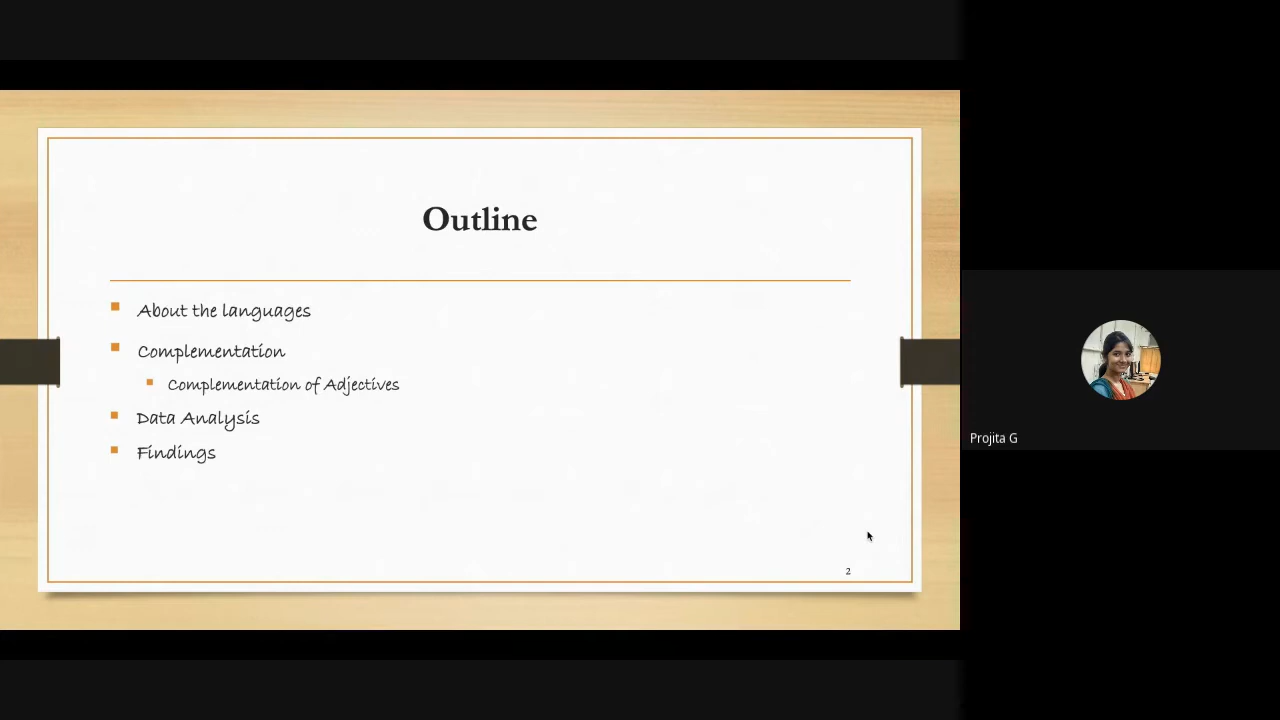 Outline
About the languages
Complementation
Complementation of Adjectives
Data Analysis
Findings
2
Projita G